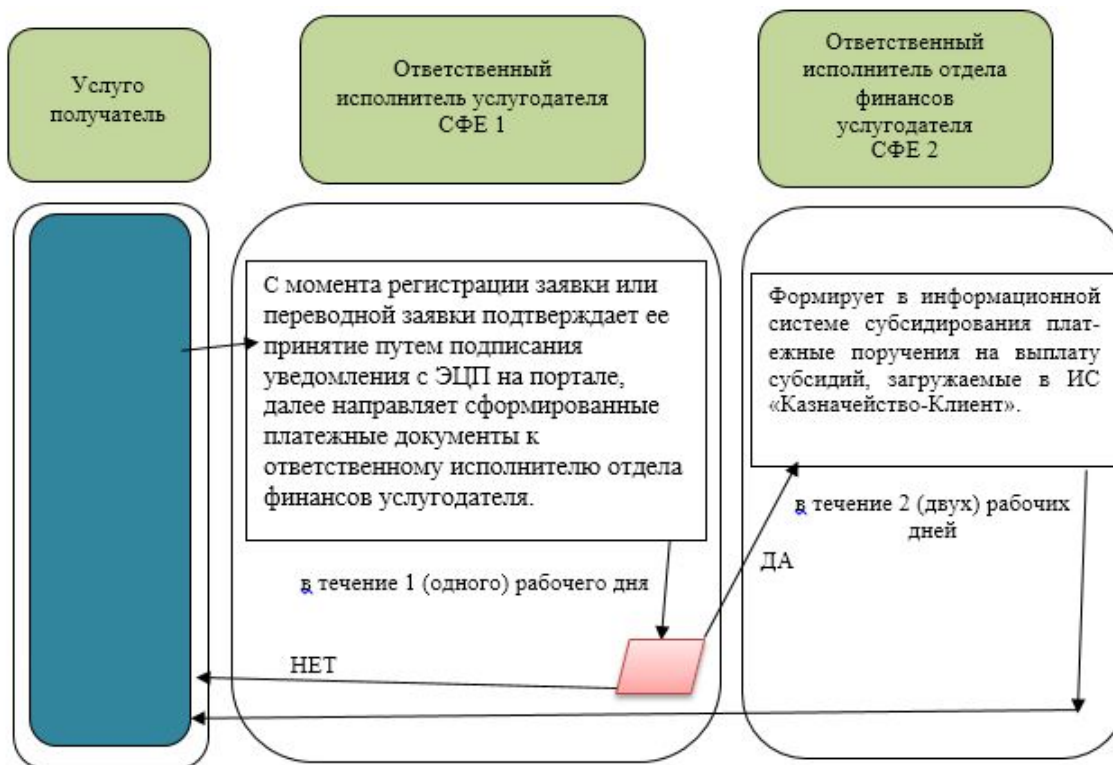 Услуго
получатель
Ответственный
исполнитель услугодателя
СФЕ 1
Ответственный
исполнитель отдела
финансов
услугодателя
СФЕ 2
С момента регистрации заявки или
переводной заявки подтверждает ее
принятие путем подписания
уведомления с ЭЦП на портале,
далее направляет сформированные
платежные документы к
ответственному исполнителю отдела
финансов услугодателя.
в течение 1 (одного) рабочего дня
НЕТ
ДА
Формирует в информационной
системе субсидирования плат-
ежные поручения на выплату
субсидий, загружаемые в ИС
«Казначейство-Клиент».
в течение 2 (двух) рабочих
дней